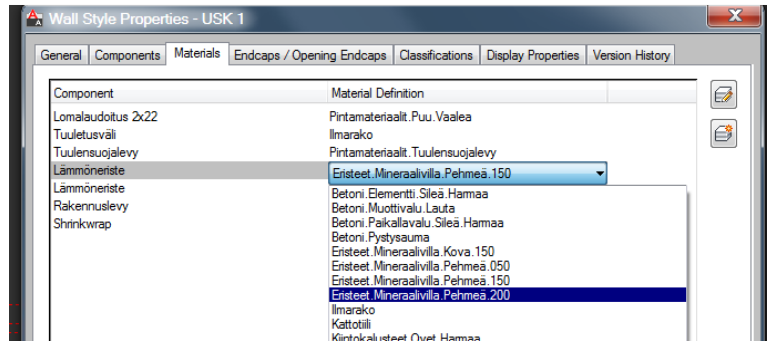 Wall Style Properties - USK 1
General Components Materials Endcaps / Opening Endcaps Classifications Display Properties Version History
Component Material Definition
Lomalaudoitus 2x22 Pintamateriaalit.Puu.Vaalea
Tuuletusväli Ilmarako
Tuulensuojalevy Pintamateriaalit.Tuulensuojalevy
Lämmöneriste Eristeet.Mineraalivilla.Pehmeä.150
Lämmöneriste
Rakennuslevy
Shrinkwrap
Betoni.Elementti.Sileä.Harmaa
Betoni.Muottivalu.Lauta
Betoni.Paikallavalu.Sileä.Harmaa
Betoni.Pystysauma
Eristeet.Mineraalivilla.Kova.150
Eristeet.Mineraalivilla.Pehmeä.050
Eristeet.Mineraalivilla.Pehmeä.150
Eristeet.Mineraalivilla.Pehmeä.200
Ilmarako
Kattotiili
Kiintokalusteet.Ovet.Harmaa